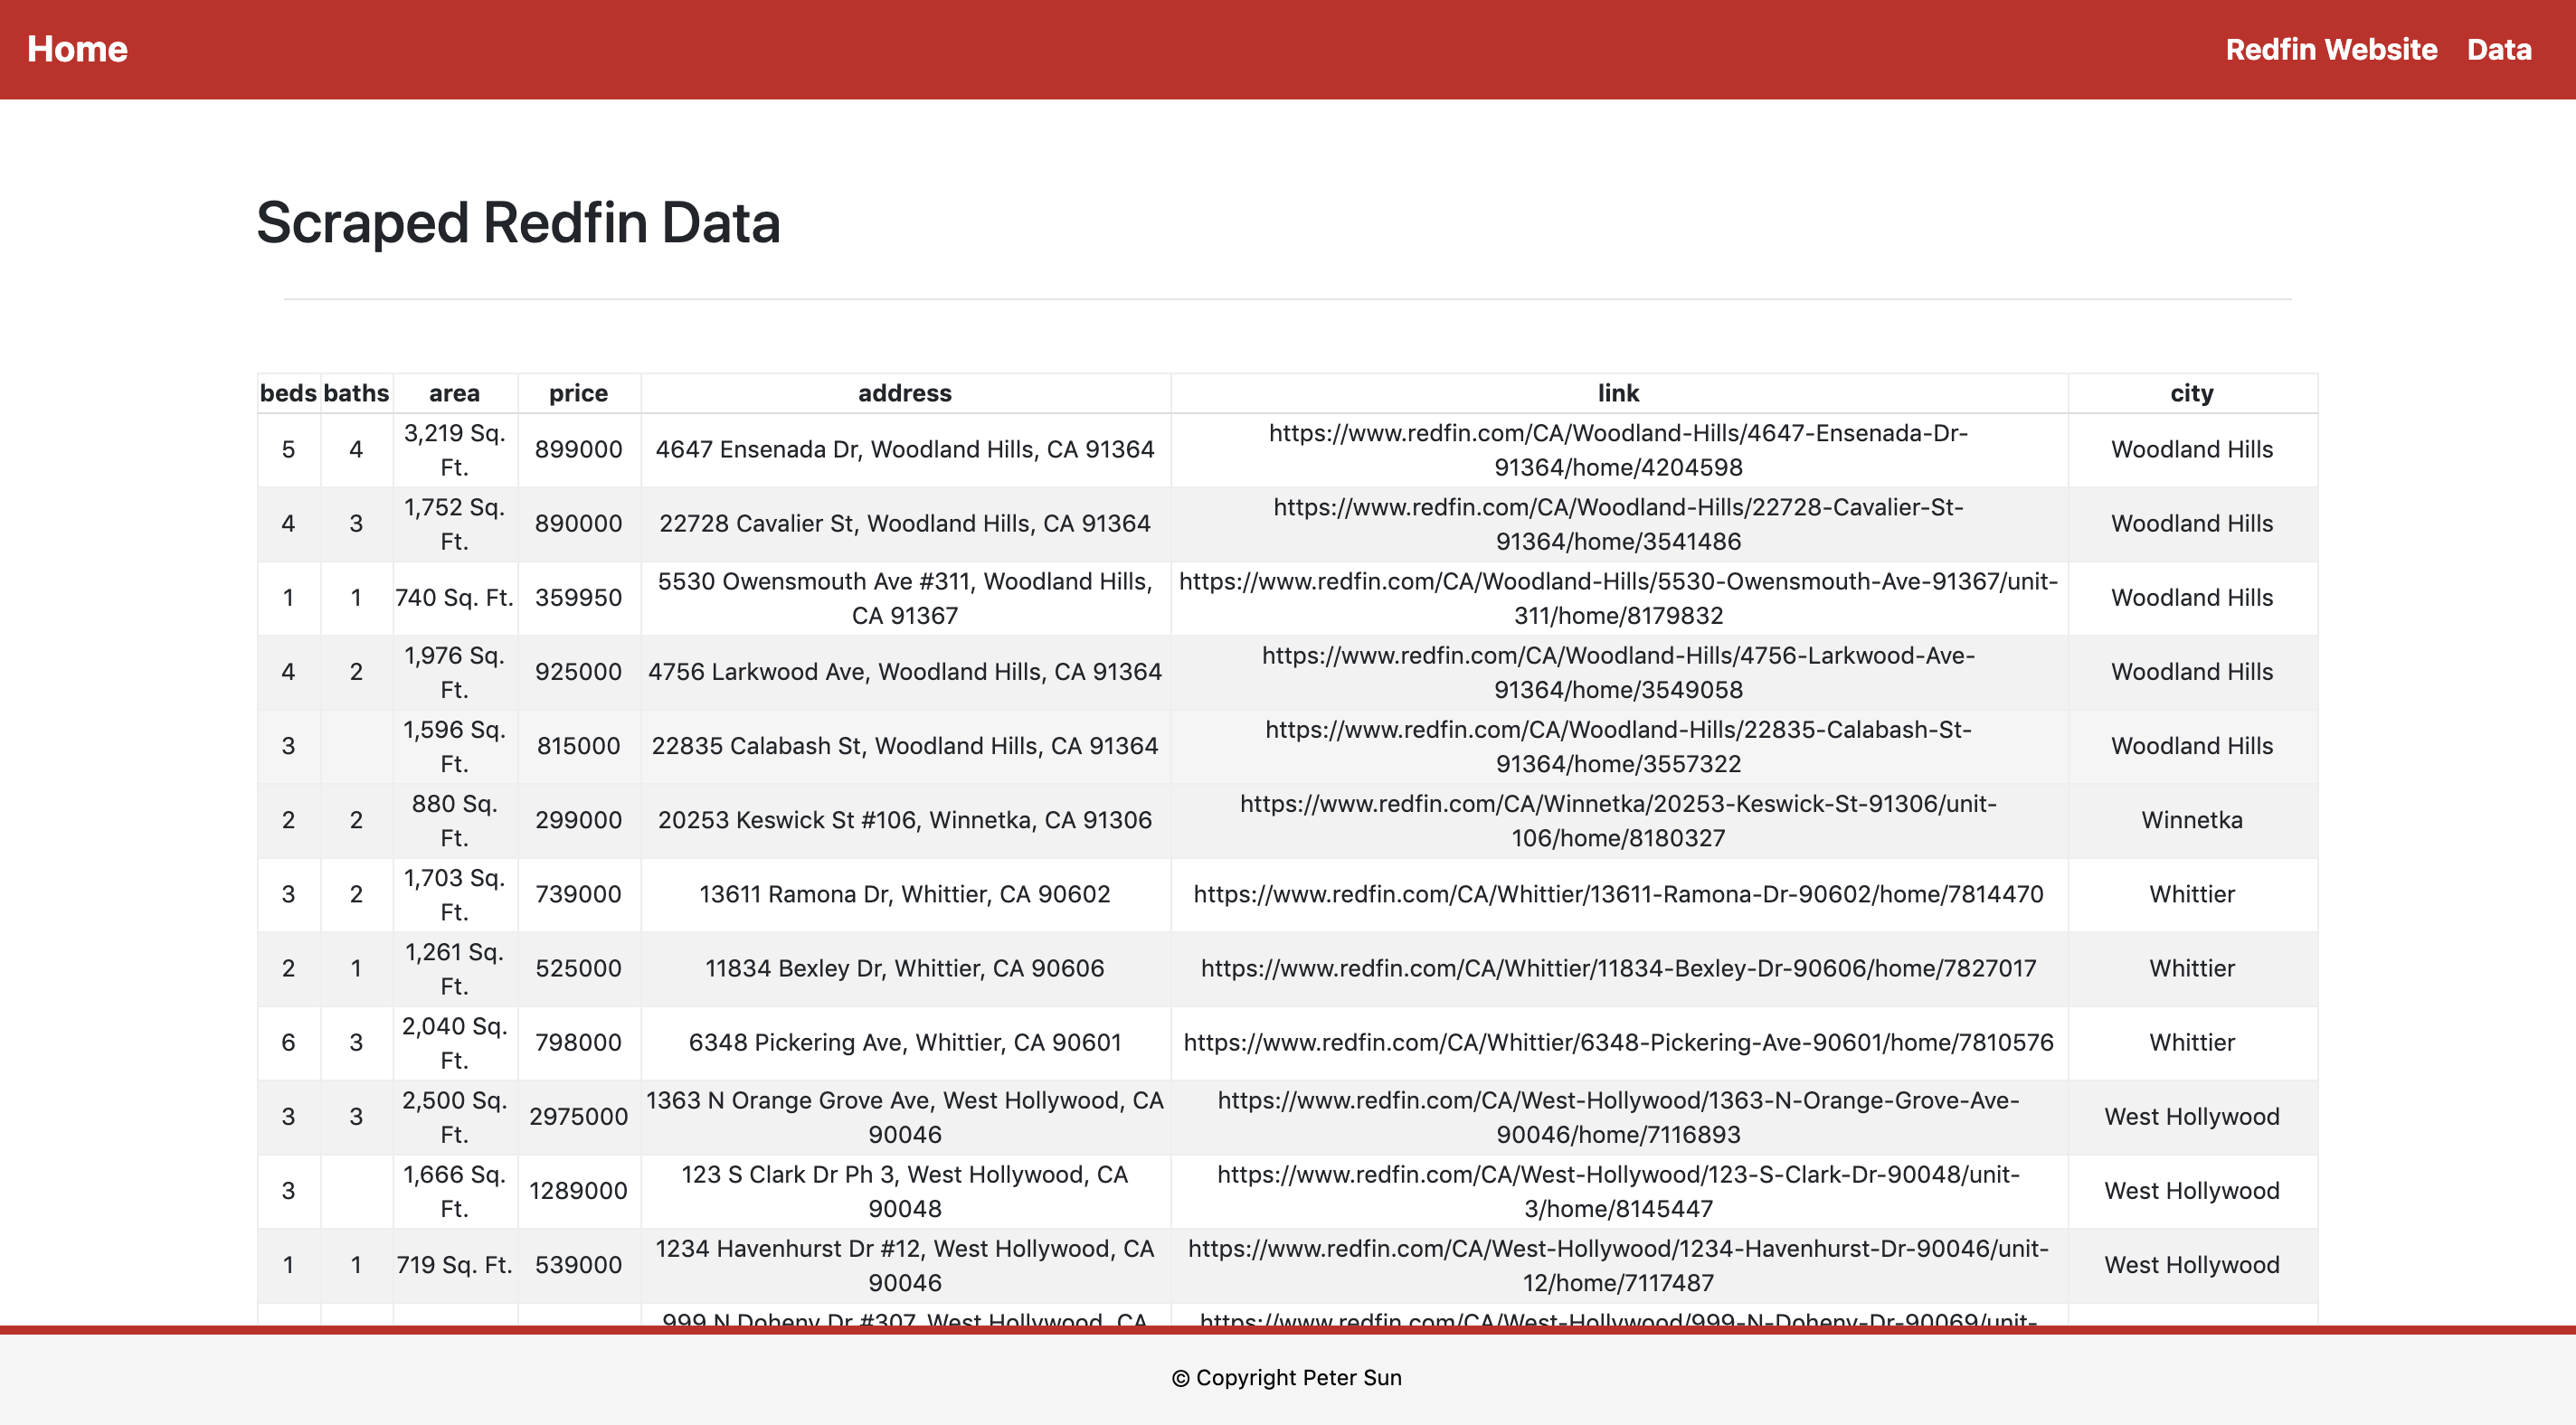 Home
Redfin Website Data
Scraped Redfin Data
beds baths area price address link city
5 4 3,219 Sq. Ft. 899000 4647 Ensenada Dr, Woodland Hills, CA 91364 https://www.redfin.com/CA/Woodland-Hills/4647-Ensenada-Dr-91364/home/4204598 Woodland Hills
4 3 1,752 Sq. Ft. 890000 22728 Cavalier St, Woodland Hills, CA 91364 https://www.redfin.com/CA/Woodland-Hills/22728-Cavalier-St-91364/home/3541486 Woodland Hills
1 1 740 Sq. Ft. 359950 5530 Owensmouth Ave #311, Woodland Hills, CA 91367 https://www.redfin.com/CA/Woodland-Hills/5530-Owensmouth-Ave-91367/unit-311/home/8179832 Woodland Hills
4 2 1,976 Sq. Ft. 925000 4756 Larkwood Ave, Woodland Hills, CA 91364 https://www.redfin.com/CA/Woodland-Hills/4756-Larkwood-Ave-91364/home/3549058 Woodland Hills
3 1,596 Sq. Ft. 815000 22835 Calabash St, Woodland Hills, CA 91364 https://www.redfin.com/CA/Woodland-Hills/22835-Calabash-St-91364/home/3557322 Woodland Hills
2 2 880 Sq. Ft. 299000 20253 Keswick St #106, Winnetka, CA 91306 https://www.redfin.com/CA/Winnetka/20253-Keswick-St-91306/unit-106/home/8180327 Winnetka
3 2 1,703 Sq. Ft. 739000 13611 Ramona Dr, Whittier, CA 90602 https://www.redfin.com/CA/Whittier/13611-Ramona-Dr-90602/home/7814470 Whittier
2 1 1,261 Sq. Ft. 525000 11834 Bexley Dr, Whittier, CA 90606 https://www.redfin.com/CA/Whittier/11834-Bexley-Dr-90606/home/7827017 Whittier
6 3 2,040 Sq. Ft. 798000 6348 Pickering Ave, Whittier, CA 90601 https://www.redfin.com/CA/Whittier/6348-Pickering-Ave-90601/home/7810576 Whittier
3 3 2,500 Sq. Ft. 2975000 1363 N Orange Grove Ave, West Hollywood, CA 90046 https://www.redfin.com/CA/West-Hollywood/1363-N-Orange-Grove-Ave-90046/home/7116893 West Hollywood
3 1,666 Sq. Ft. 1289000 123 S Clark Dr Ph 3, West Hollywood, CA 90048 https://www.redfin.com/CA/West-Hollywood/123-S-Clark-Dr-90048/unit-3/home/8145447 West Hollywood
1 1 719 Sq. Ft. 539000 1234 Havenhurst Dr #12, West Hollywood, CA 90046 https://www.redfin.com/CA/West-Hollywood/1234-Havenhurst-Dr-90046/unit-12/home/7117487 West Hollywood
999 N Doheny Dr #307, West Hollywood, CA https://www.redfin.com/CA/West-Hollywood/999-N-Doheny-Dr-90069/unit-
© Copyright Peter Sun